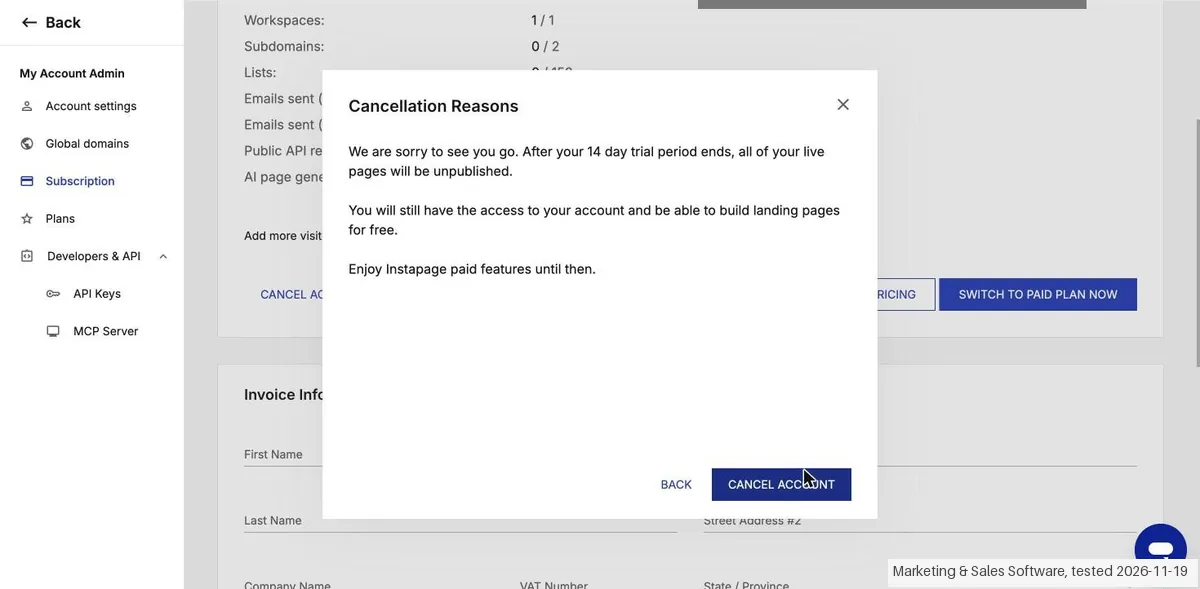 Back
My Account Admin
Account settings
Global domains
Subscription
Plans
Developers & API
API Keys
MCP Server
Workspaces: 1 / 1
Subdomains: 0 / 2
Lists:
Emails sent (
Emails sent (
Public API re
AI page gene
Add more visit
CANCEL AC
RICING
SWITCH TO PAID PLAN NOW
Cancellation Reasons
We are sorry to see you go. After your 14 day trial period ends, all of your live
pages will be unpublished.
You will still have the access to your account and be able to build landing pages
for free.
Enjoy Instapage paid features until then.
BACK
CANCEL ACCOUNT
Invoice Info
First Name
Last Name
Street Address #2
Company Name
VAT Number
State / Province
Marketing & Sales Software, tested 2026-11-19